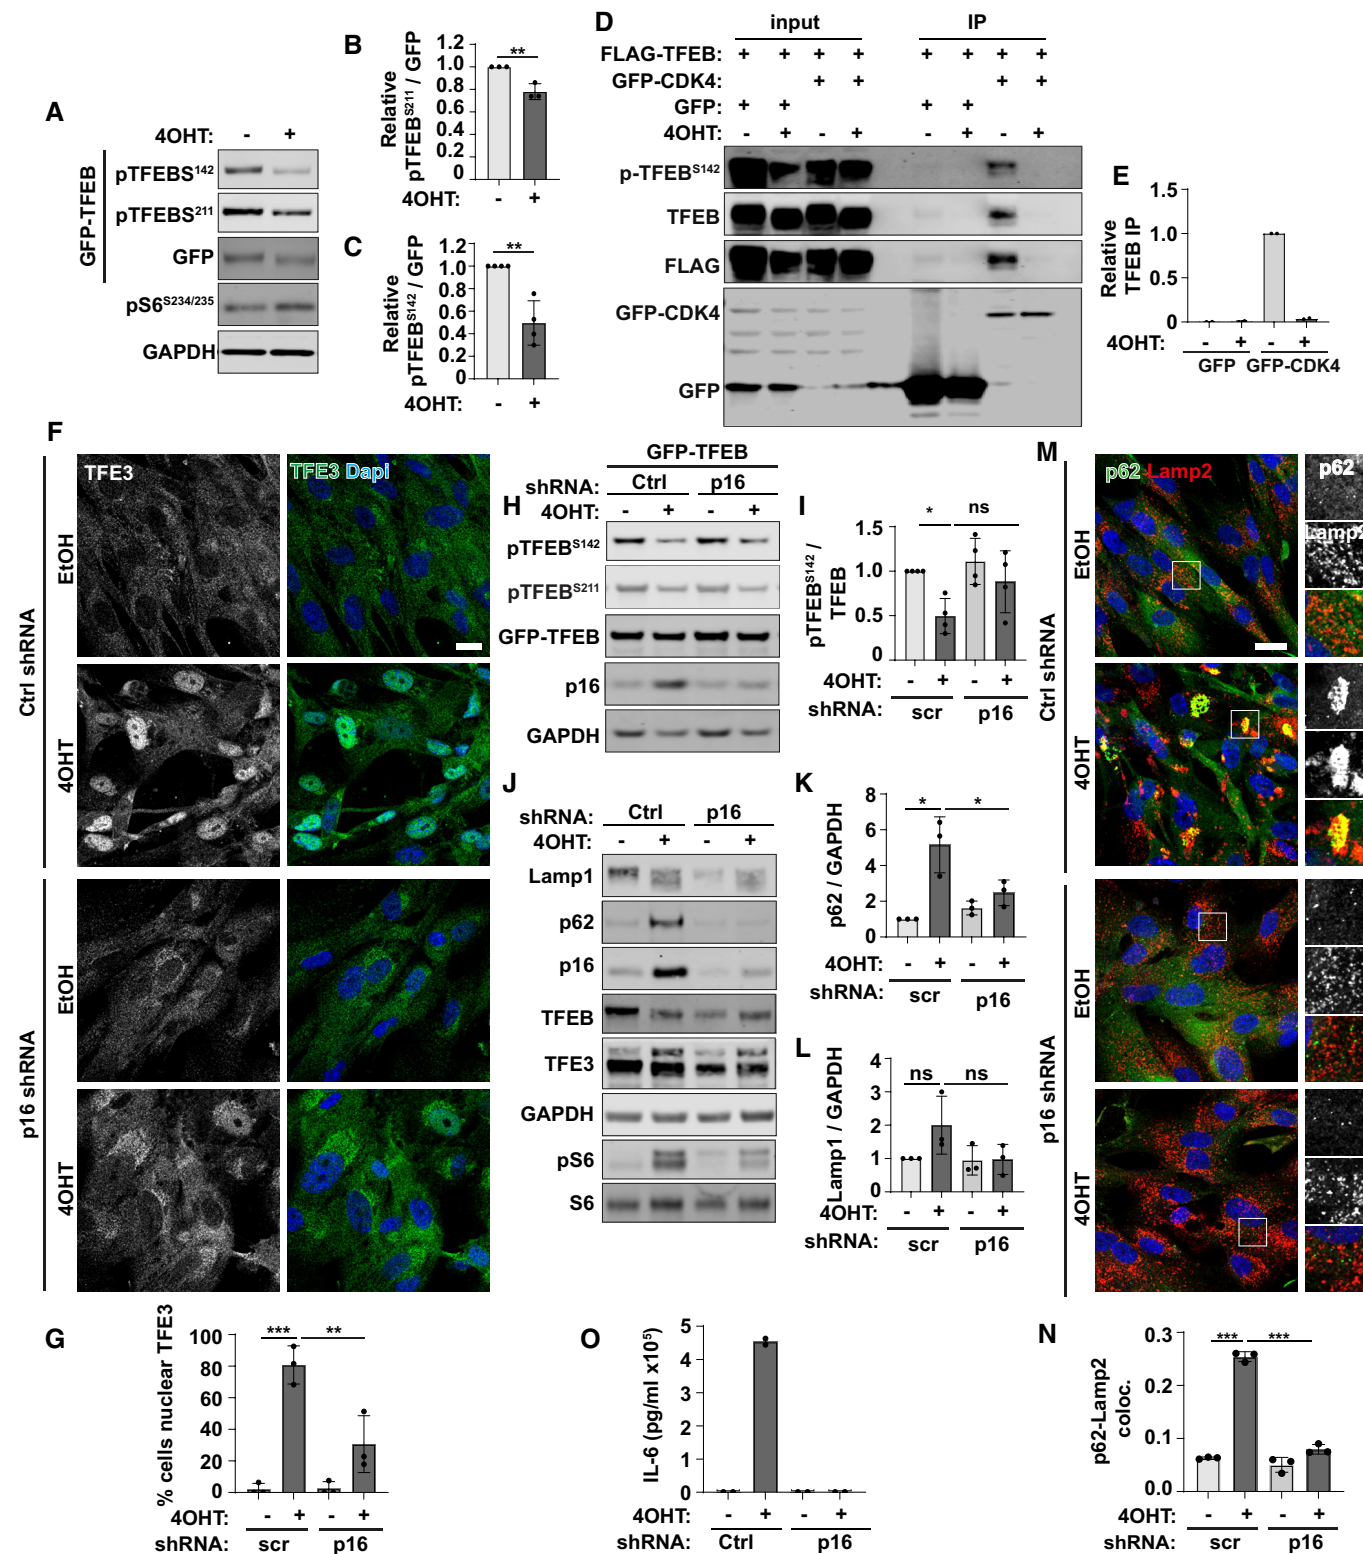 A
4OHT: - +
GFP-TFEB
pTFEBS142
pTFEBS211
GFP
pS6S234/235
GAPDH
B
Relative
pTFEBS211 / GFP
1.2
1.0
0.8
0.6
0.4
0.2
0
**
4OHT: - +
C
Relative
pTFEBS142 / GFP
1.2
1.0
0.8
0.6
0.4
0.2
0
**
4OHT: - +
D
input IP
FLAG-TFEB: + + + + + + + +
GFP-CDK4: + + + +
GFP + + + +
4OHT: - + - + - + - +
p-TFEBS142
TFEB
FLAG
GFP-CDK4
GFP
E
Relative
TFEB IP
1.5
1.0
0.5
0
4OHT: - + - +
GFP GFP-CDK4
F
TFE3
TFE3 Dapi
Ctrl shRNA
EtOH
4OHT
p16 shRNA
EtOH
4OHT
G
% cells nuclear TFE3
100
80
60
40
20
0
*** **
4OHT: - + - +
shRNA: scr p16
H
GFP-TFEB
shRNA: Ctrl p16
4OHT: - + - +
pTFEBS142
pTFEBS211
GFP-TFEB
p16
GAPDH
I
pTFEBS142 /
TFEB
1.5
1.0
0.5
0
* ns
4OHT: - + - +
shRNA: scr p16
J
shRNA: Ctrl p16
4OHT: - + - +
Lamp1
p62
p16
TFEB
TFE3
GAPDH
pS6
S6
K
p62 / GAPDH
8
6
4
2
0
* *
4OHT: - + - +
shRNA: scr p16
L
Lamp1 / GAPDH
4
3
2
1
0
ns ns
4OHT: - + - +
shRNA: scr p16
M
p62 Lamp2
p62
Lamp2
Ctrl shRNA
EtOH
4OHT
p16 shRNA
EtOH
4OHT
O
IL-6 (pg/ml x10⁵)
5
4
3
2
1
0
4OHT: - + - +
shRNA: Ctrl p16
N
p62-Lamp2
coloc.
0.3
0.2
0.1
0.0
*** ***
4OHT: - + - +
shRNA: scr p16